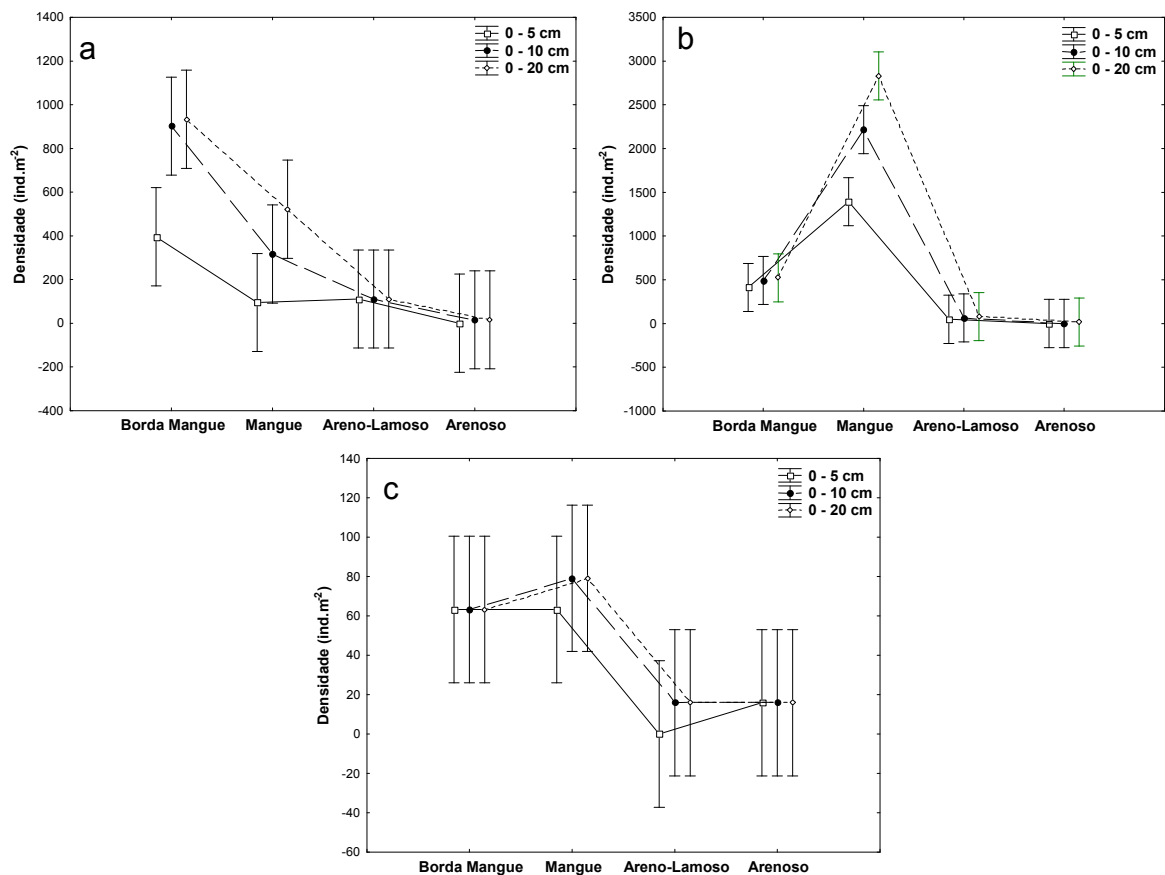 a
1400
1200
1000
800
600
400
200
0
-200
-400
Densidade (ind.m⁻²)
0 - 5 cm
0 - 10 cm
0 - 20 cm
Borda Mangue Mangue Areno-Lamoso Arenoso
b
3500
3000
2500
2000
1500
1000
500
0
-500
-1000
Densidade (ind.m⁻²)
0 - 5 cm
0 - 10 cm
0 - 20 cm
Borda Mangue Mangue Areno-Lamoso Arenoso
c
140
120
100
80
60
40
20
0
-20
-40
-60
Densidade (ind.m⁻²)
0 - 5 cm
0 - 10 cm
0 - 20 cm
Borda Mangue Mangue Areno-Lamoso Arenoso